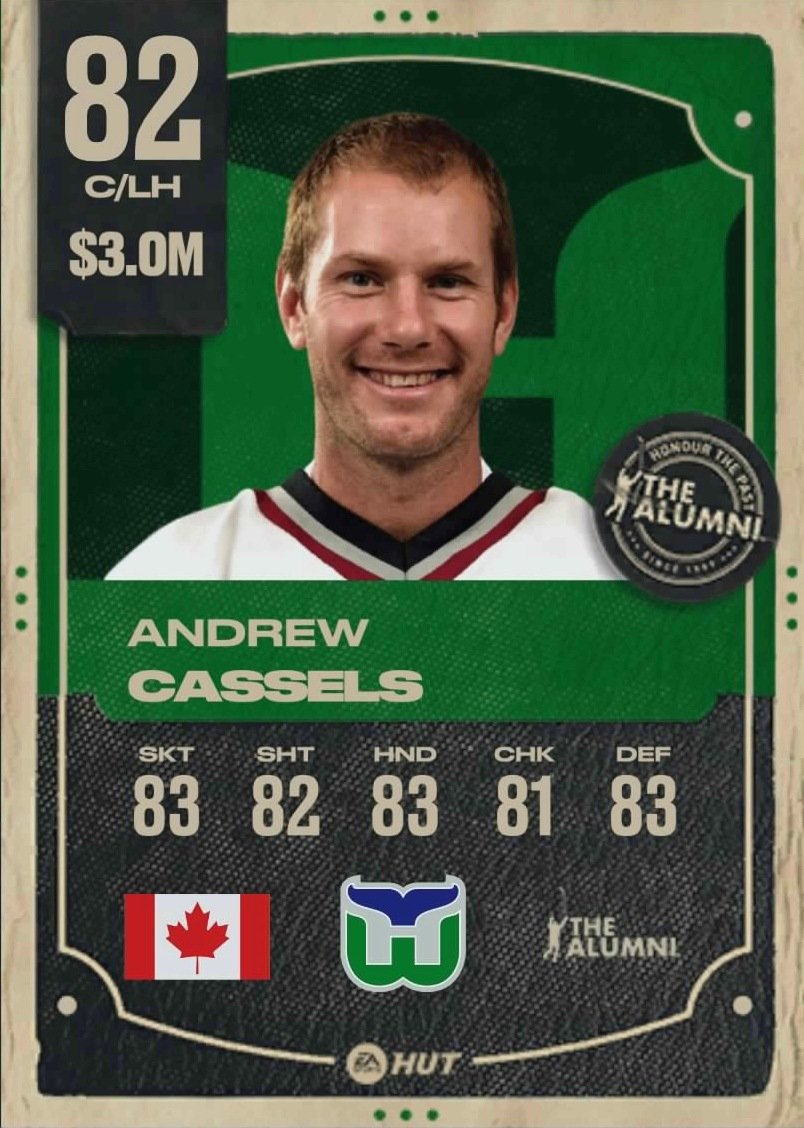 82
C/LH
$3.0M
HONOUR THE PAST
THE
ALUMNI
ANDREW
CASSELS
SKT SHT HND CHK DEF
83 82 83 81 83
THE
ALUMNI
EA
HUT